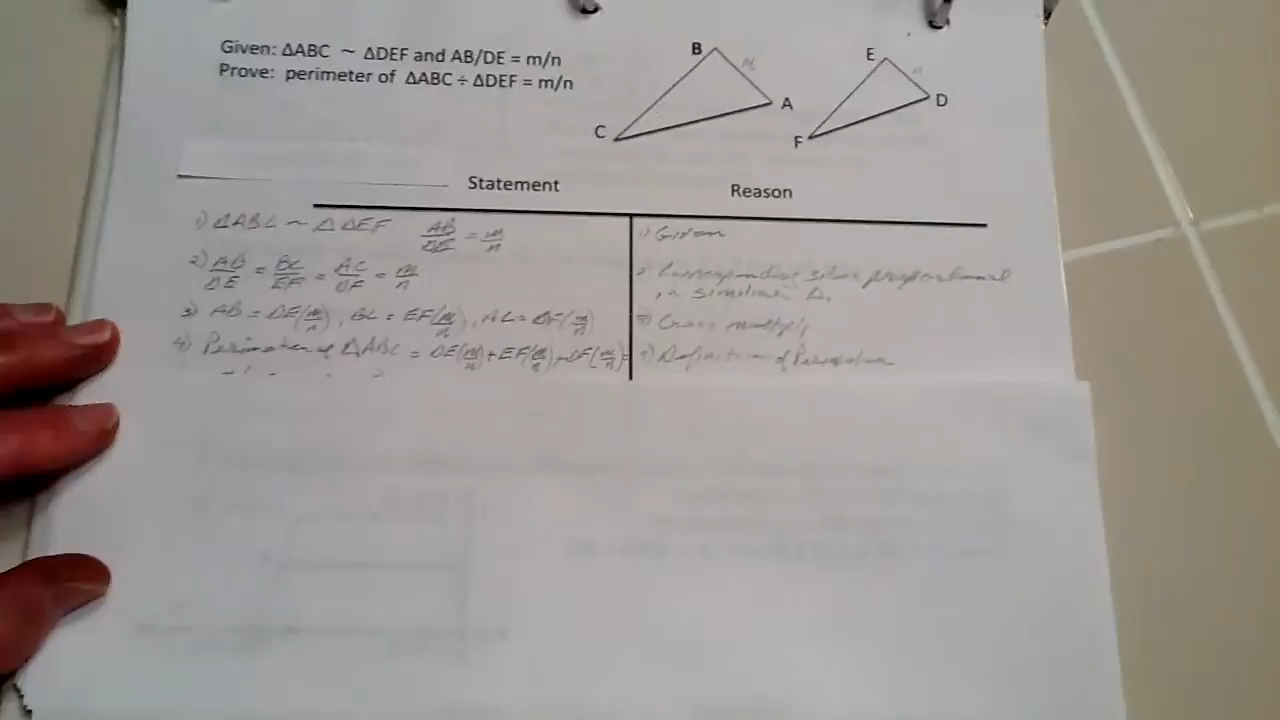 Given: ΔABC ~ ΔDEF and AB/DE = m/n
Prove: perimeter of ΔABC ÷ ΔDEF = m/n
B
E
A
D
C
F
Statement Reason
1) ΔABC ~ ΔDEF AB/DE = m/n 1) Given
2) AB/DE = BC/EF = AC/DF = m/n 2) Corresponding sides proportional
in similar Δ.
3) AB = DE(m/n), BC = EF(m/n), AC = DF(m/n) 3) Cross multiply
4) Perimeter of ΔABC = DE(m/n) + EF(m/n) + DF(m/n) = 4) Definition of Perimeter